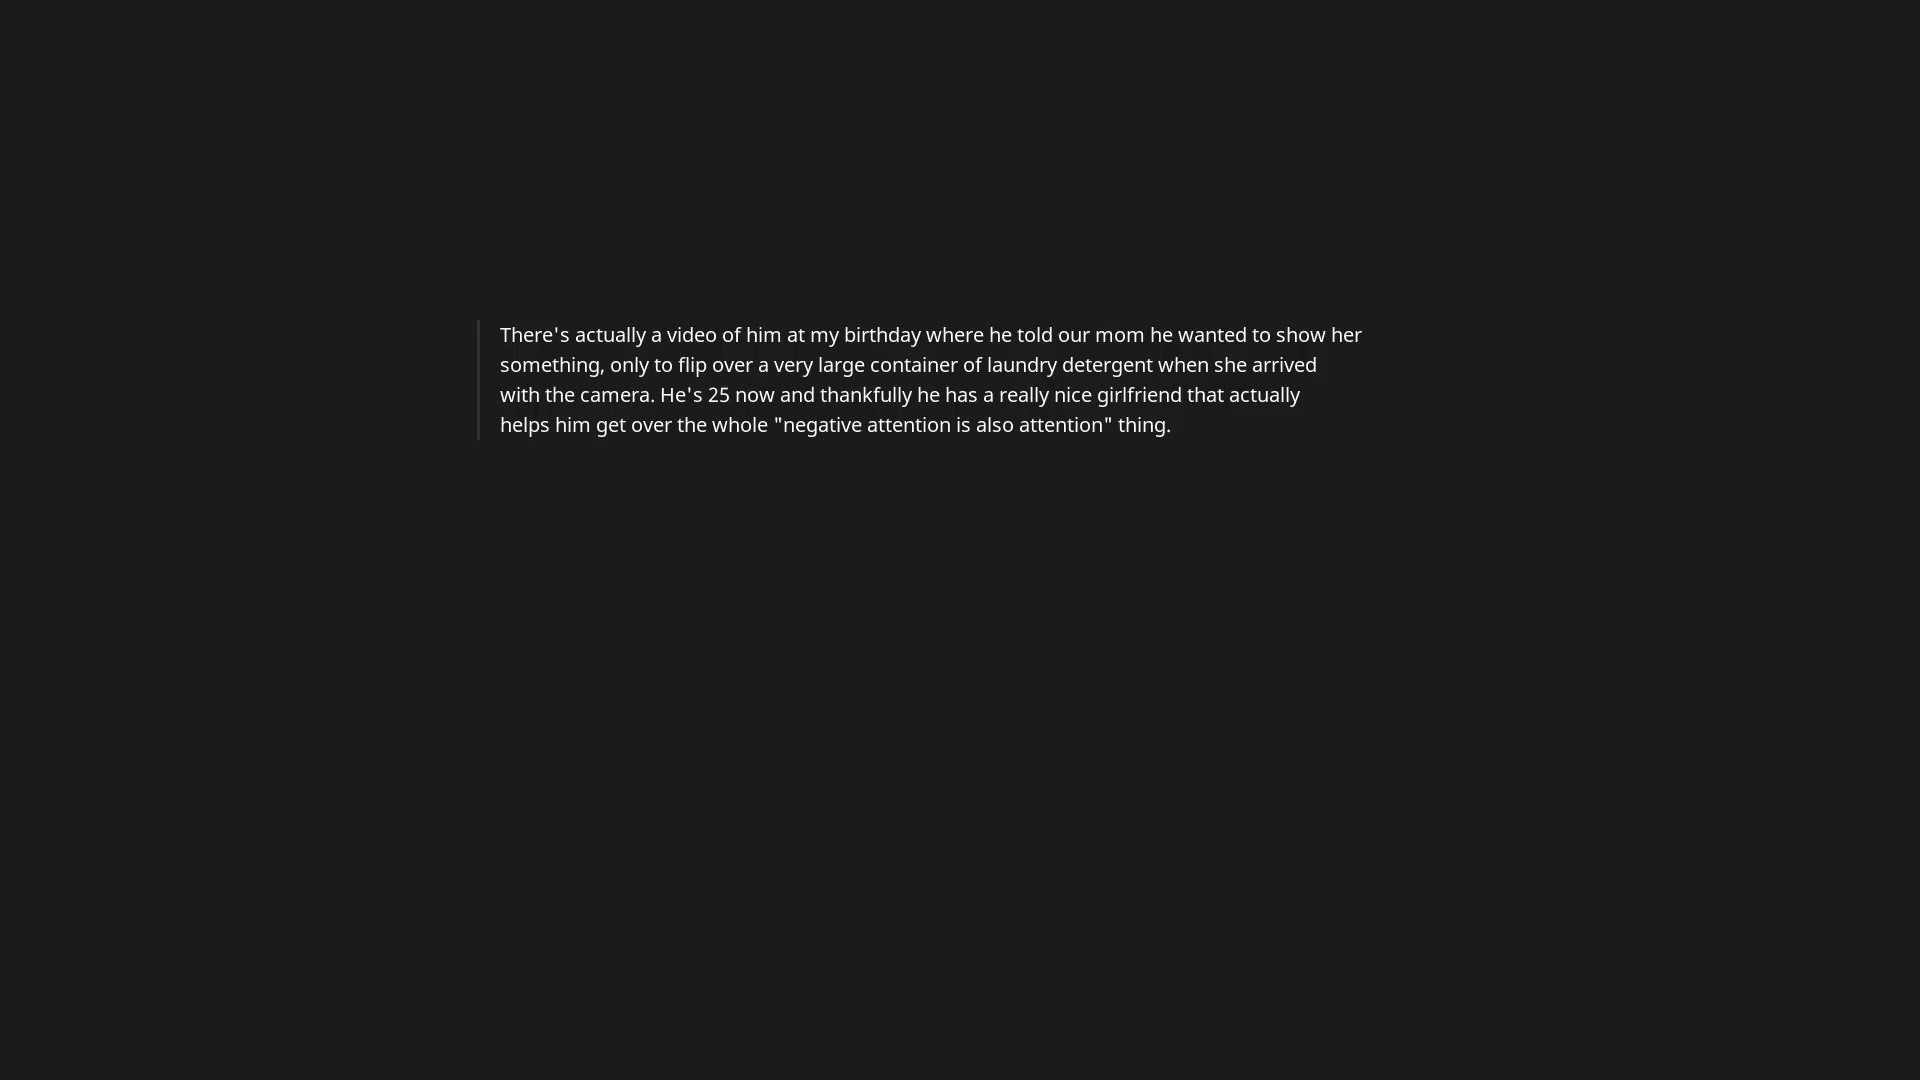 There's actually a video of him at my birthday where he told our mom he wanted to show her
something, only to flip over a very large container of laundry detergent when she arrived
with the camera. He's 25 now and thankfully he has a really nice girlfriend that actually
helps him get over the whole "negative attention is also attention" thing.